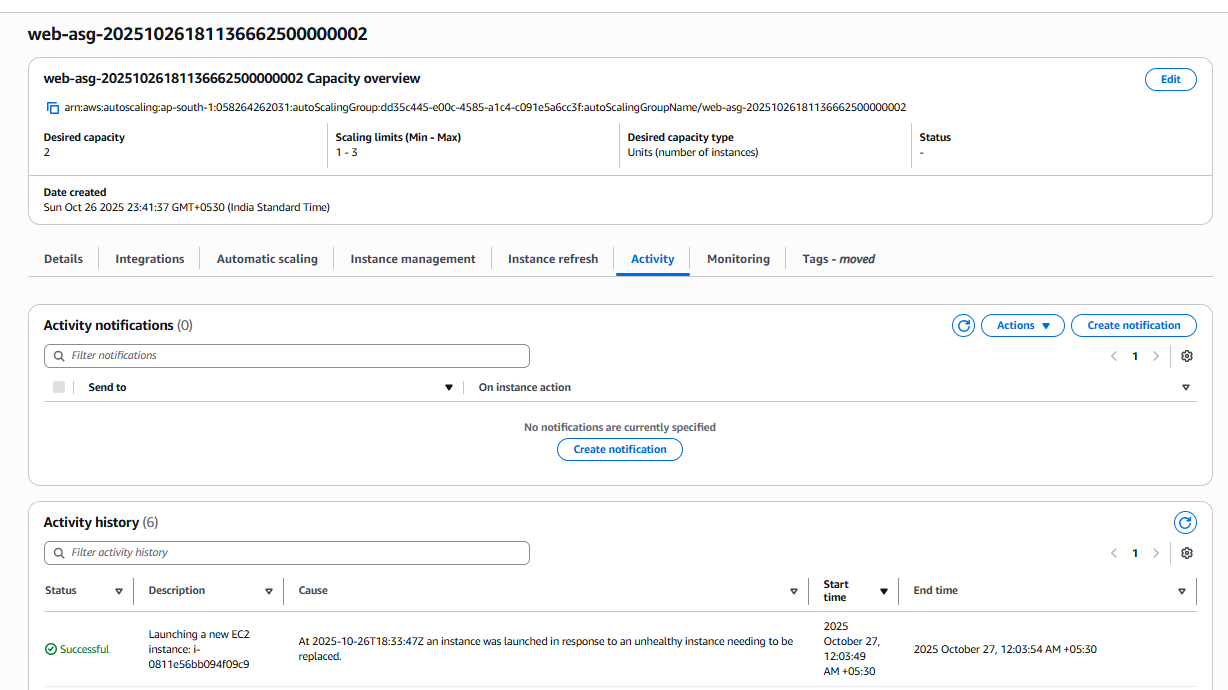 web-asg-20251026181136662500000002
web-asg-20251026181136662500000002 Capacity overview
Edit
arn:aws:autoscaling:ap-south-1:058264262031:autoScalingGroup:dd35c445-e00c-4585-a1c4-c091e5a6cc3f:autoScalingGroupName/web-asg-20251026181136662500000002
Desired capacity
2
Scaling limits (Min - Max)
1 - 3
Desired capacity type
Units (number of instances)
Status
-
Date created
Sun Oct 26 2025 23:41:37 GMT+0530 (India Standard Time)
Details
Integrations
Automatic scaling
Instance management
Instance refresh
Activity
Monitoring
Tags - moved
Activity notifications (0)
Actions
Create notification
Filter notifications
1
Send to
On instance action
No notifications are currently specified
Create notification
Activity history (6)
Filter activity history
1
Status
Description
Cause
Start
time
End time
Successful
Launching a new EC2
instance: i-
0811e56bb094f09c9
At 2025-10-26T18:33:47Z an instance was launched in response to an unhealthy instance needing to be
replaced.
2025
October 27,
12:03:49
AM +05:30
2025 October 27, 12:03:54 AM +05:30